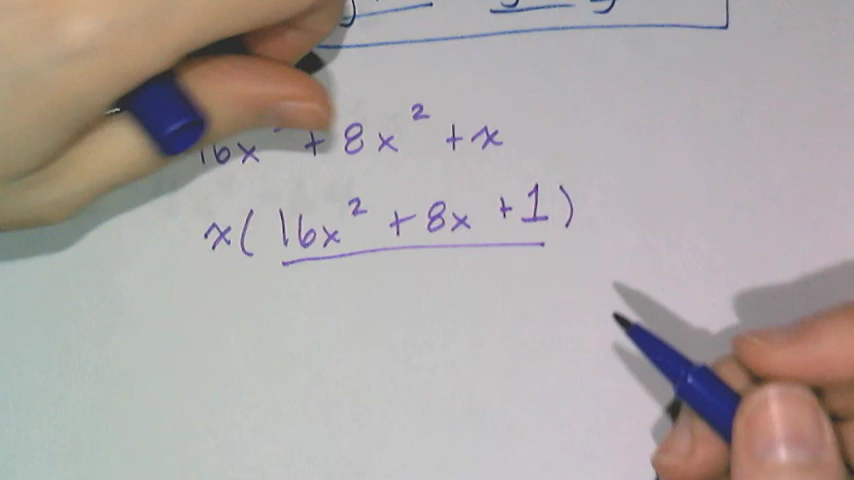 16x + 8x² + x
x( 16x² + 8x + 1 )